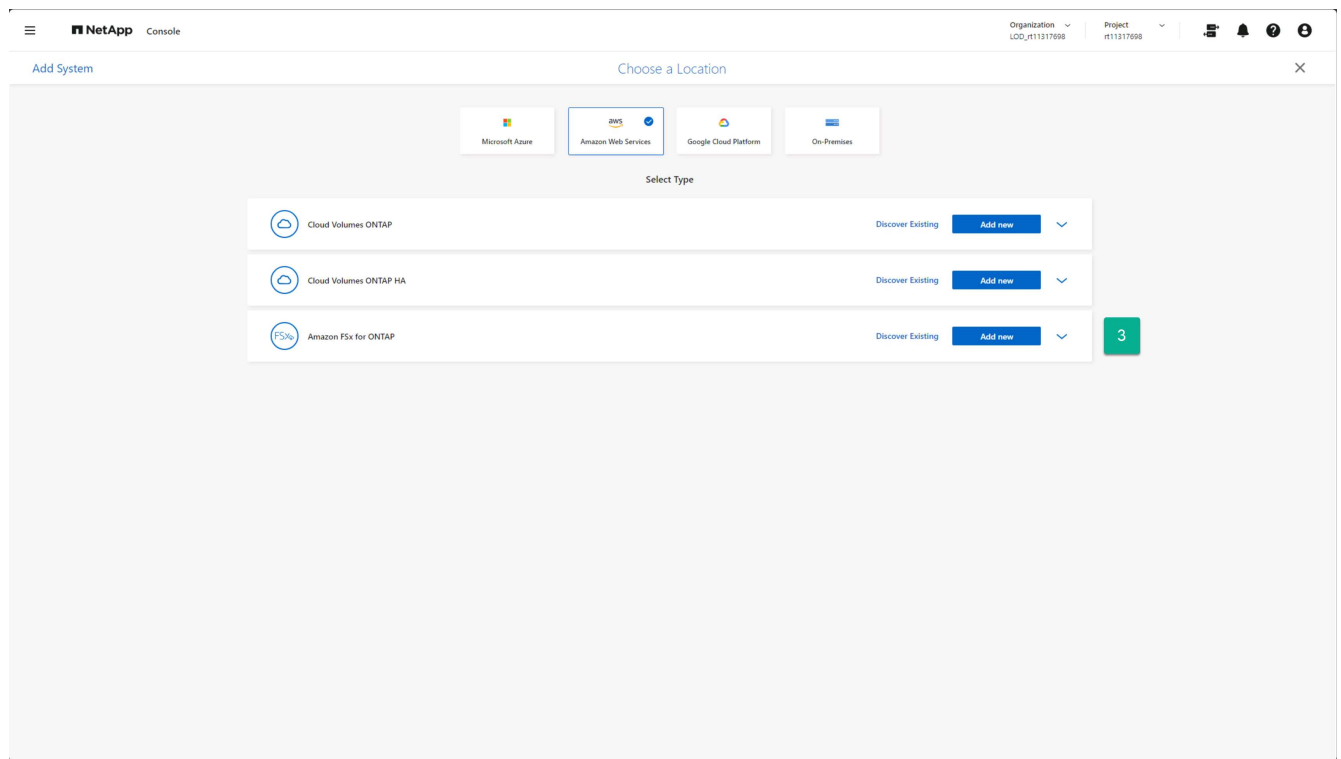 NetApp Console
Organization
LOD_rt11317698
Project
rt11317698
Add System
Choose a Location
Microsoft Azure
aws
Amazon Web Services
Google Cloud Platform
On-Premises
Select Type
Cloud Volumes ONTAP Discover Existing Add new
Cloud Volumes ONTAP HA Discover Existing Add new
FSx Amazon FSx for ONTAP Discover Existing Add new 3